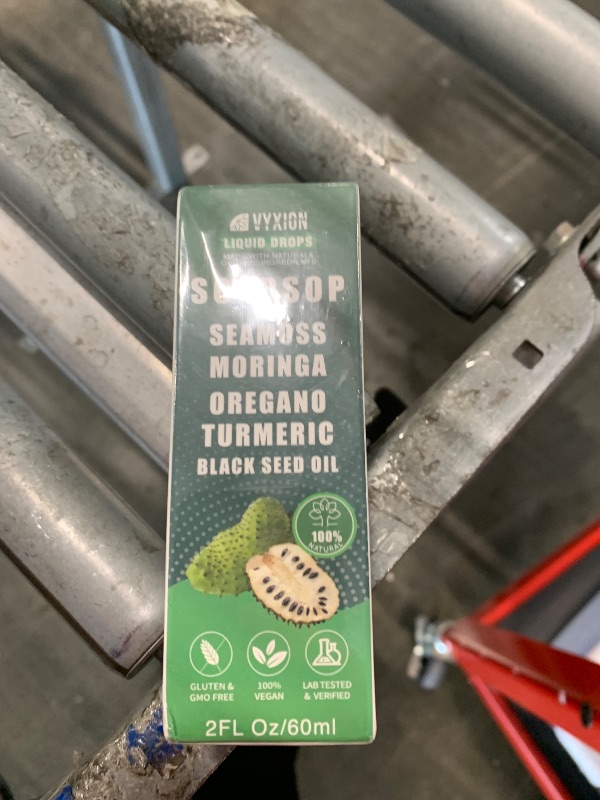 VYXION
LIQUID DROPS
SOURSOP
SEAMOSS
MORINGA
OREGANO
TURMERIC
BLACK SEED OIL
100%
NATURAL
GLUTEN &
GMO FREE
100%
VEGAN
LAB TESTED
& VERIFIED
2FL Oz/60ml